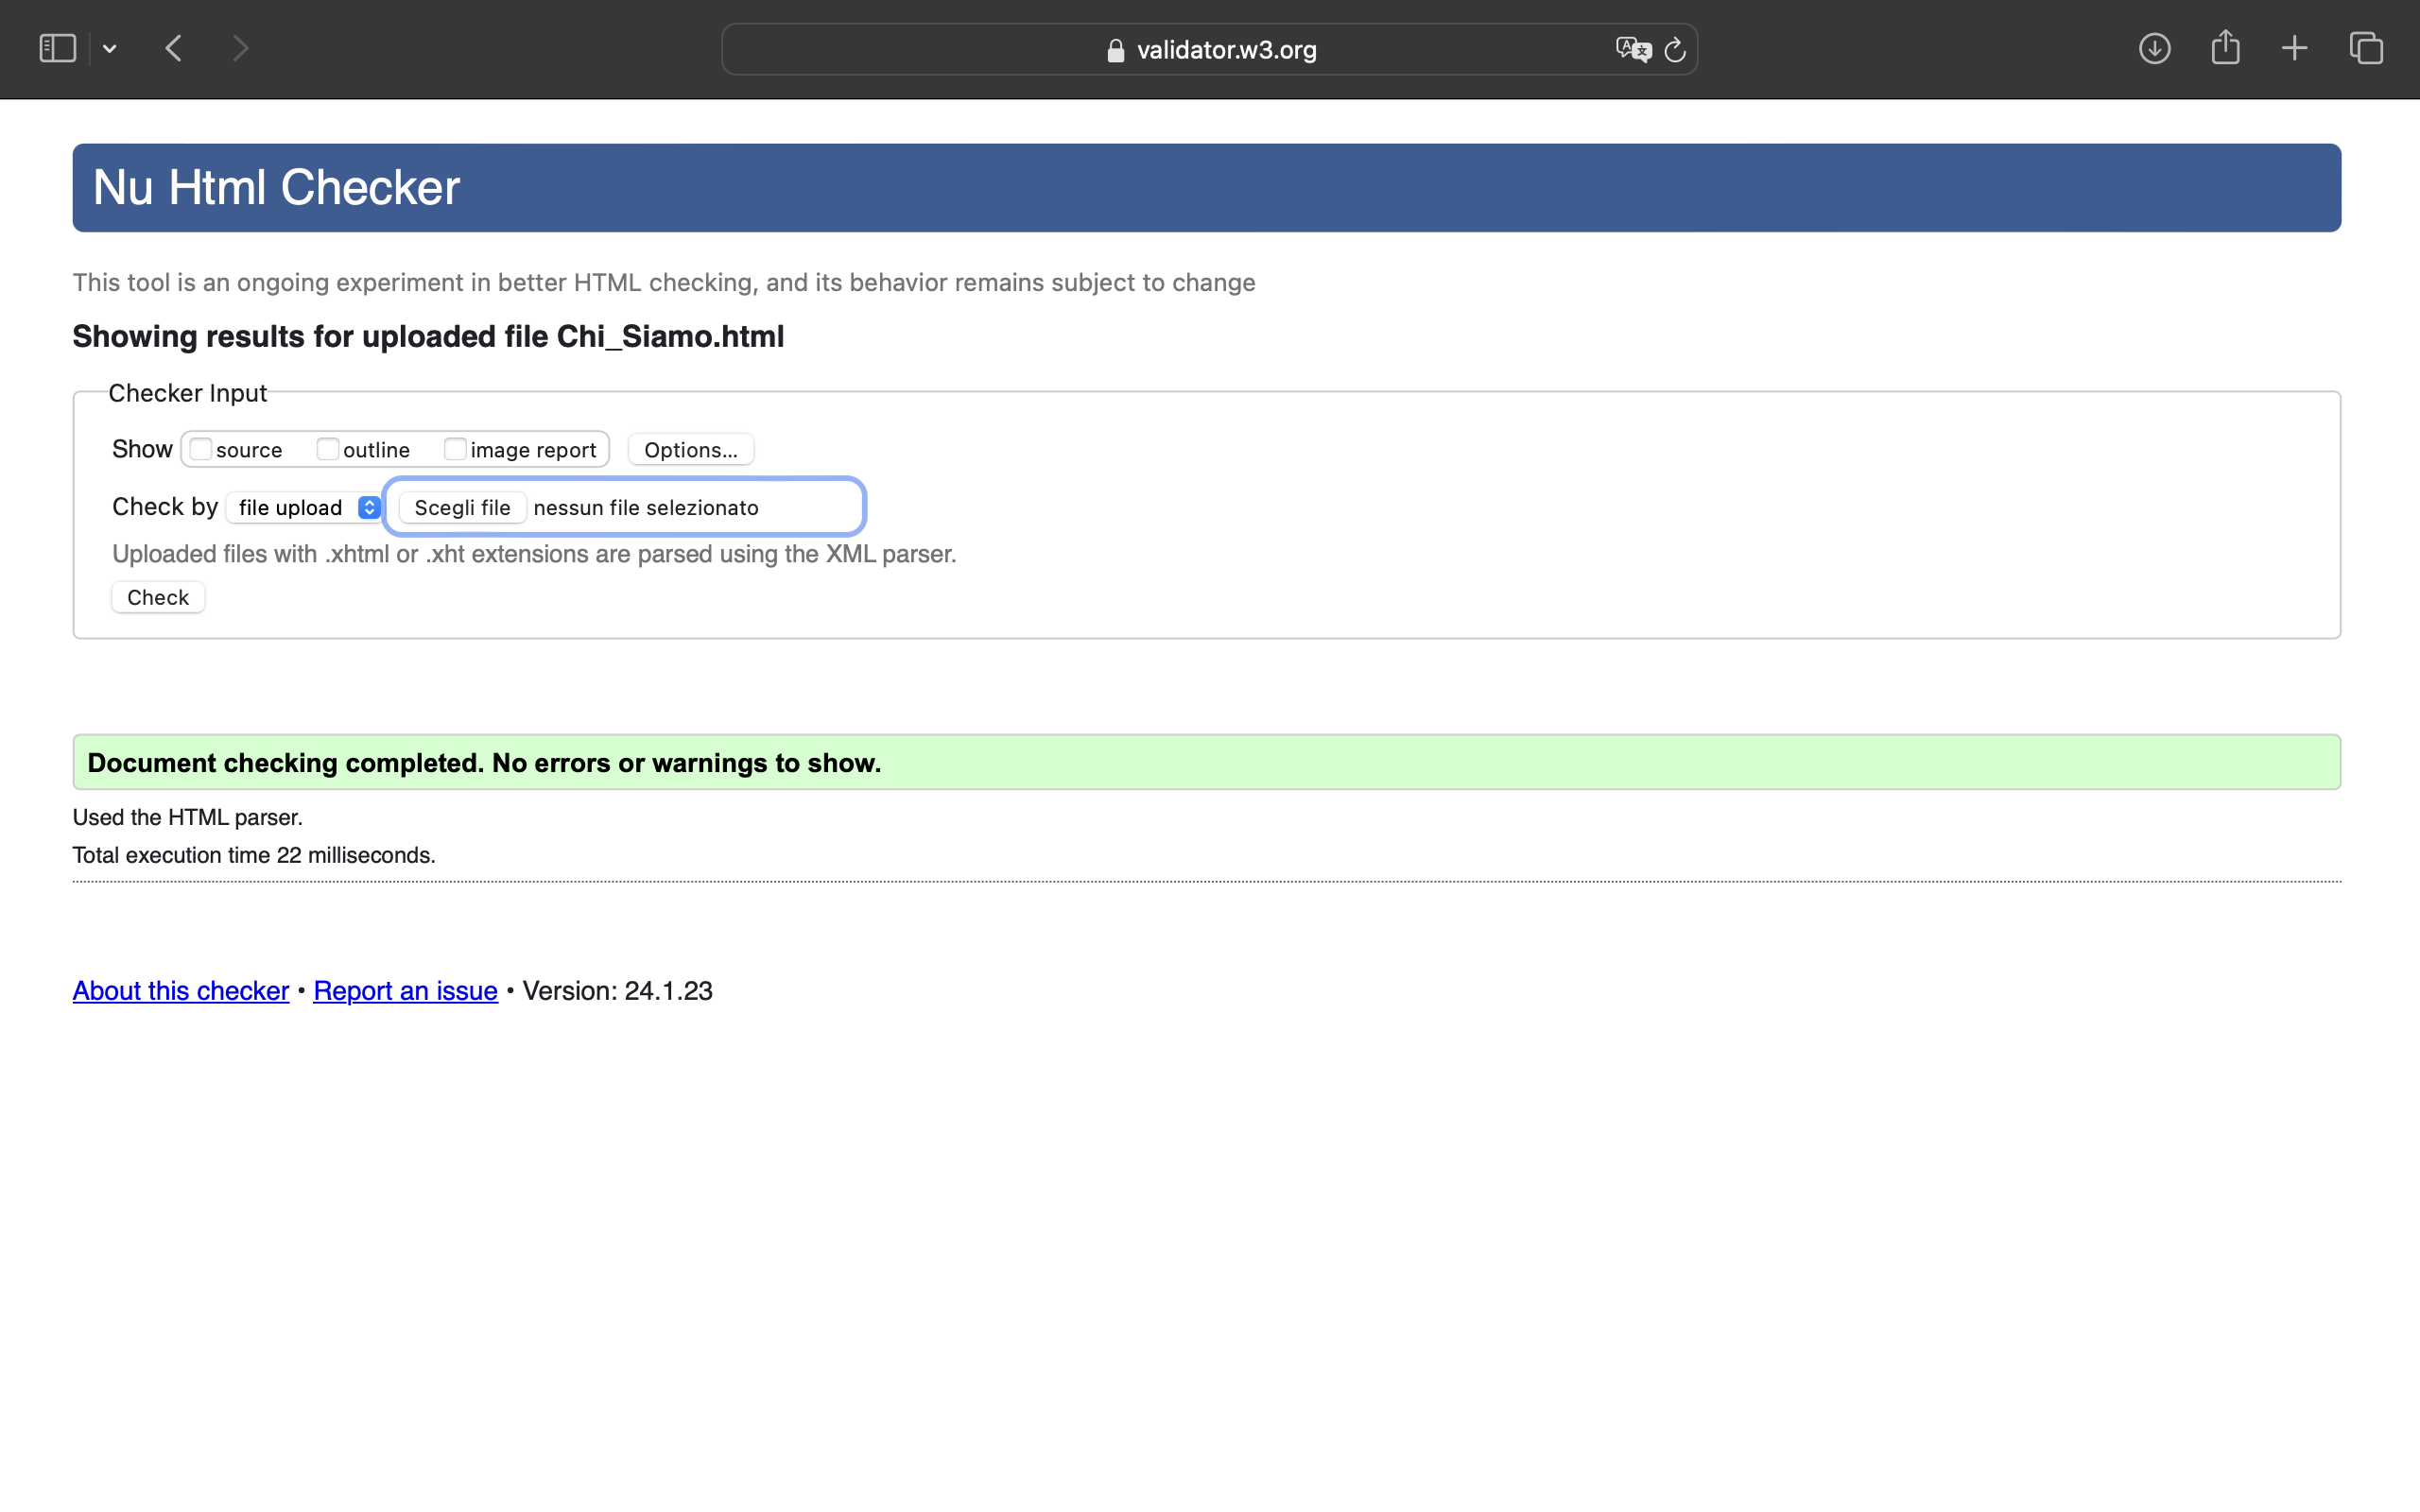 validator.w3.org
Nu Html Checker
This tool is an ongoing experiment in better HTML checking, and its behavior remains subject to change
Showing results for uploaded file Chi_Siamo.html
Checker Input
Show source outline image report Options...
Check by file upload Scegli file nessun file selezionato
Uploaded files with .xhtml or .xht extensions are parsed using the XML parser.
Check
Document checking completed. No errors or warnings to show.
Used the HTML parser.
Total execution time 22 milliseconds.
About this checker • Report an issue • Version: 24.1.23